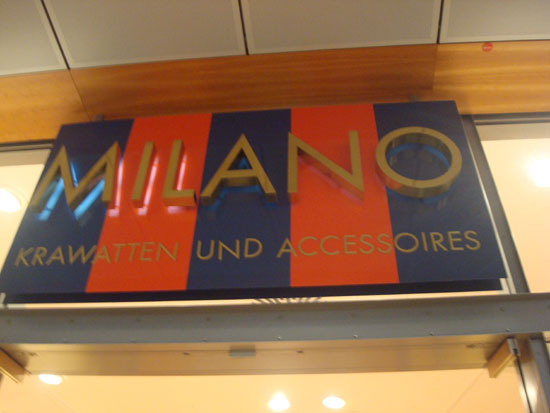 MILANO
KRAWATTEN UND ACCESSOIRES